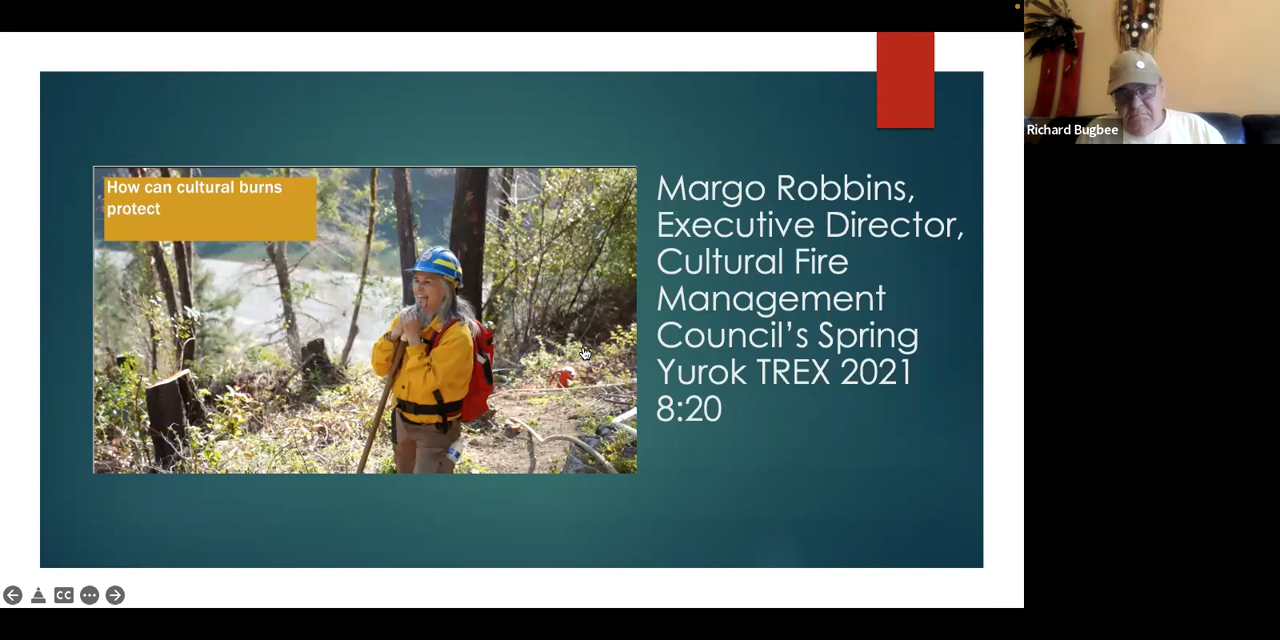 How can cultural burns
protect
Margo Robbins,
Executive Director,
Cultural Fire
Management
Council’s Spring
Yurok TREX 2021
8:20
Richard Bugbee
CC